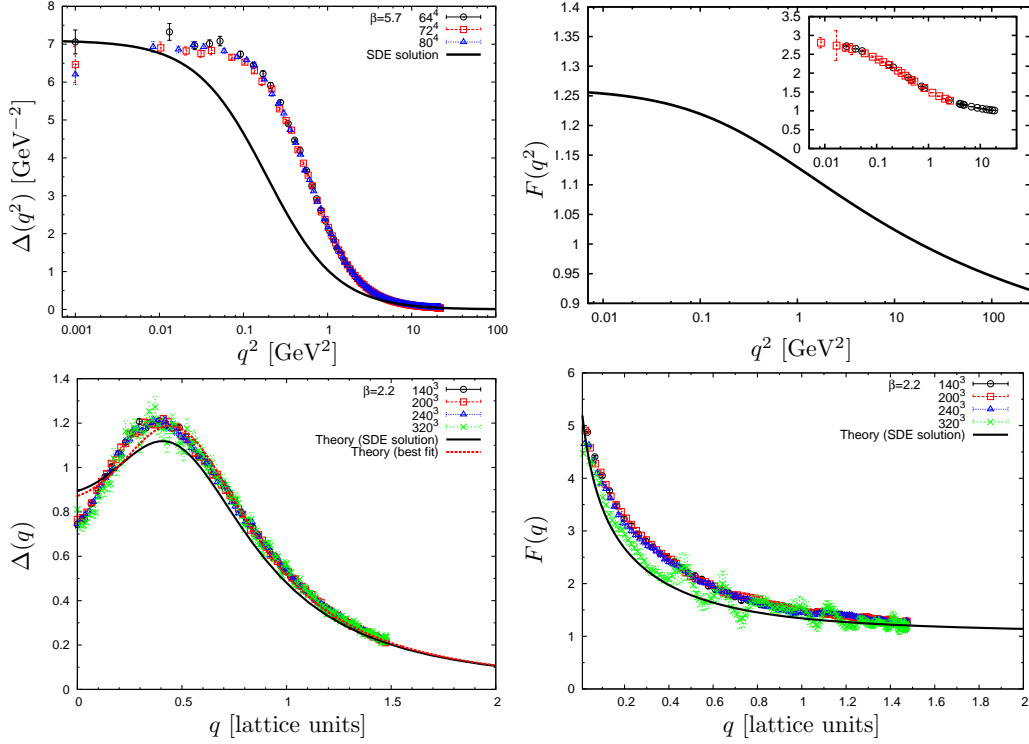 β=5.7 64⁴
72⁴
80⁴
SDE solution
Δ(q²) [GeV⁻²]
8
7
6
5
4
3
2
1
0
0.001 0.01 0.1 1 10 100
q² [GeV²]
F(q²)
1.4
1.35
1.3
1.25
1.2
1.15
1.1
1.05
1
0.95
0.9
0.01 0.1 1 10 100
q² [GeV²]
3.5
3
2.5
2
1.5
1
0.5
0
0.01 0.1 1 10
β=2.2 140³
200³
240³
320³
Theory (SDE solution)
Theory (best fit)
Δ(q)
1.4
1.2
1
0.8
0.6
0.4
0.2
0
0 0.5 1 1.5 2
q [lattice units]
β=2.2 140³
200³
240³
320³
Theory (SDE solution)
F(q)
6
5
4
3
2
1
0
0.2 0.4 0.6 0.8 1 1.2 1.4 1.6 1.8 2
q [lattice units]